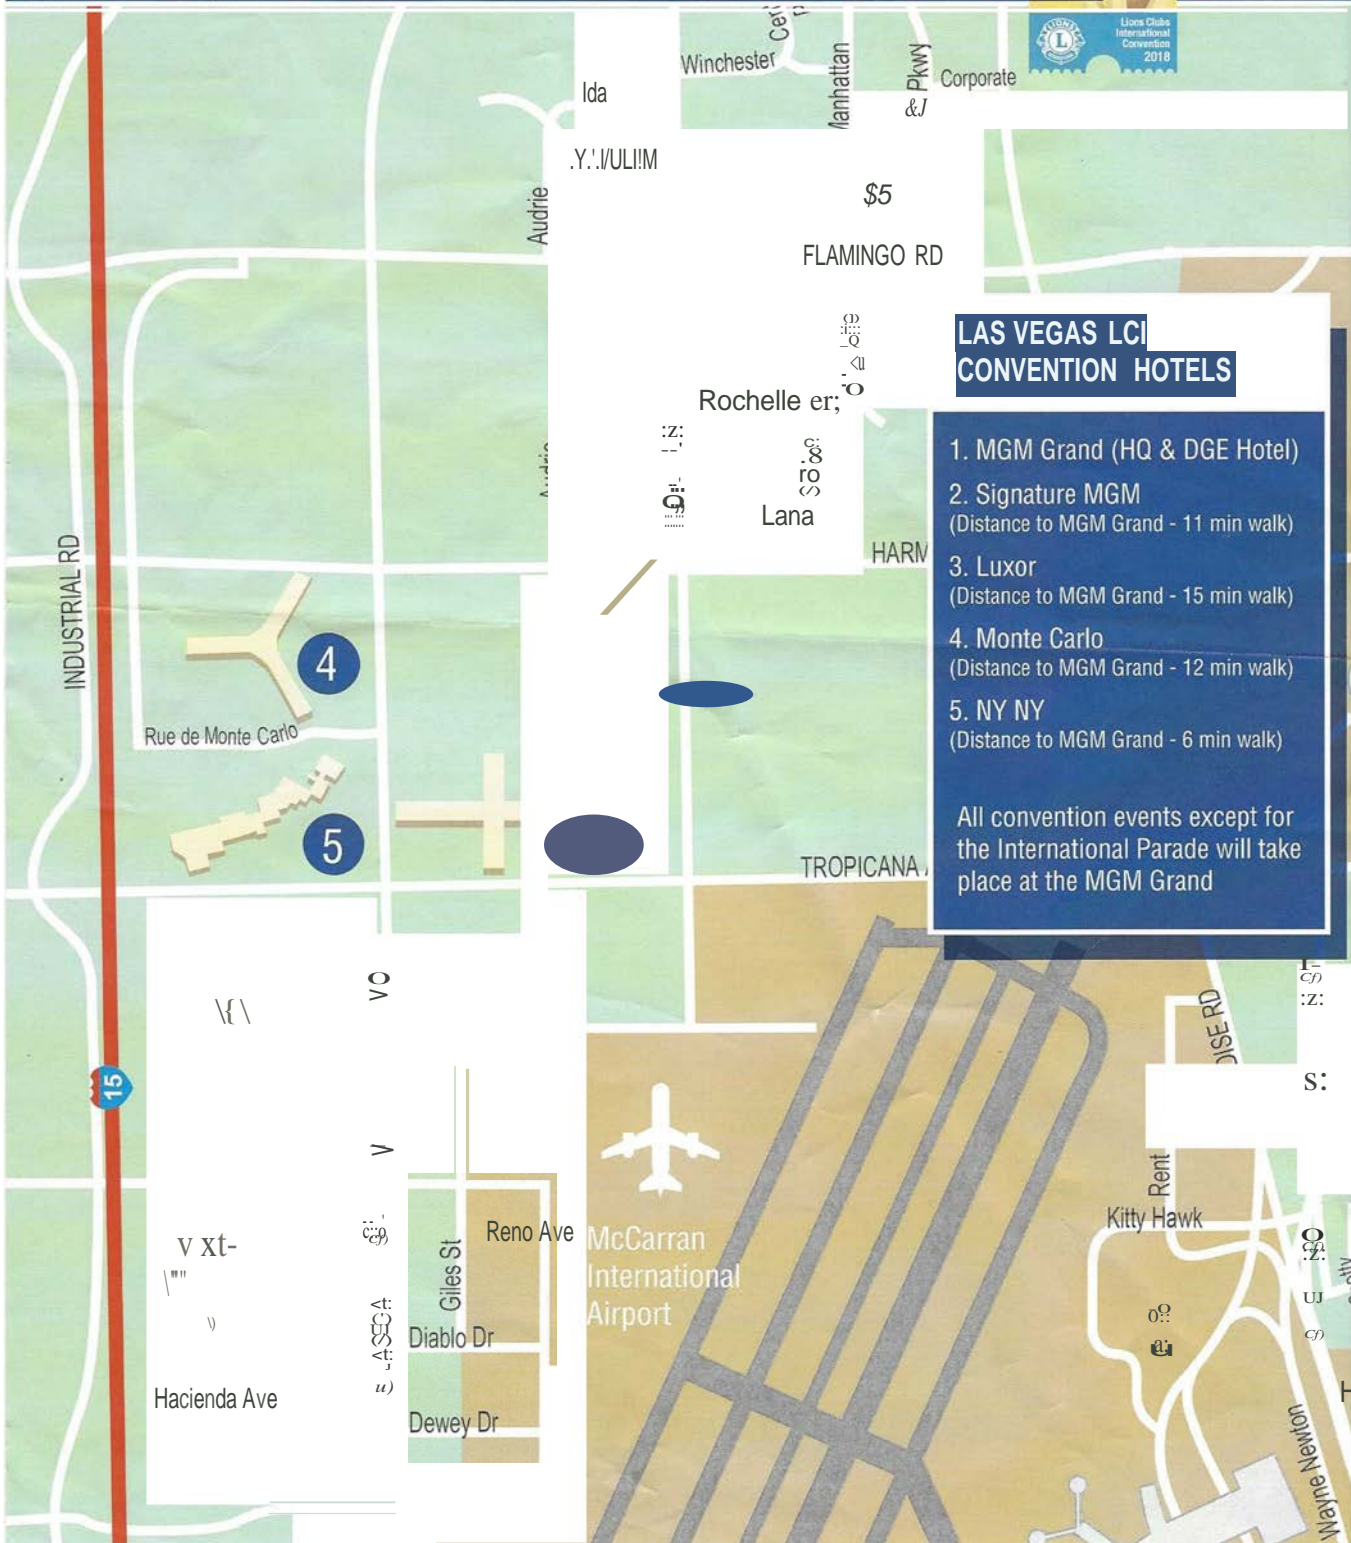 Lions Clubs
International
Convention
2018
Winchester
Manhattan
Pkwy
Corporate
&J
Ida
.Y.'.I/ULI!M
Audrie
$5
FLAMINGO RD
LAS VEGAS LCI
CONVENTION HOTELS
Rochelle er;
Lana
HARM
1. MGM Grand (HQ & DGE Hotel)
2. Signature MGM
(Distance to MGM Grand - 11 min walk)
3. Luxor
(Distance to MGM Grand - 15 min walk)
4. Monte Carlo
(Distance to MGM Grand - 12 min walk)
5. NY NY
(Distance to MGM Grand - 6 min walk)
All convention events except for
the International Parade will take
place at the MGM Grand
INDUSTRIAL RD
4
Rue de Monte Carlo
5
TROPICANA
15
DISE RD
s:
Rent
Kitty Hawk
v xt-
Reno Ave
Giles St
McCarran
International
Airport
Diablo Dr
Hacienda Ave
Dewey Dr
Wayne Newton